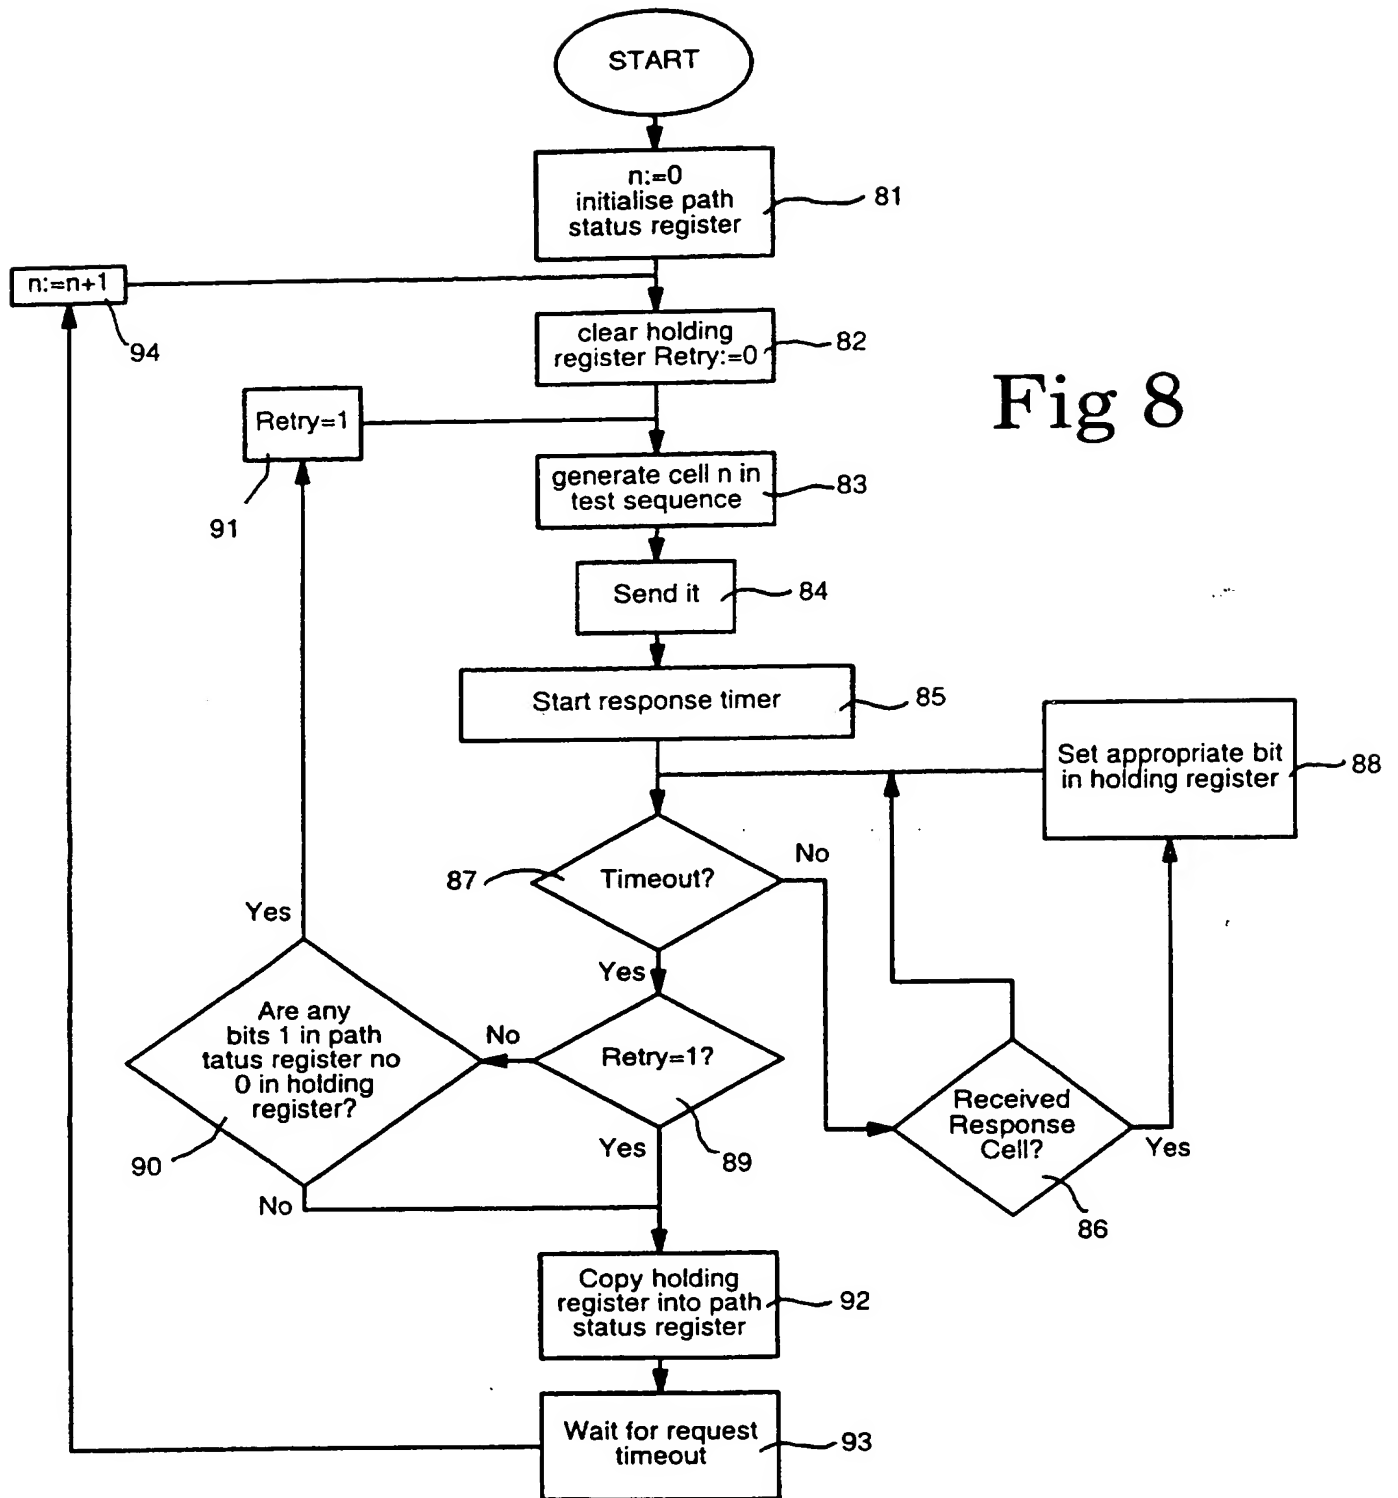 START
n:=0
initialise path
status register
81
n:=n+1
94
clear holding
register Retry:=0
82
Fig 8
Retry=1
91
generate cell n in
test sequence
83
Send it
84
Start response timer
85
Set appropriate bit
in holding register
88
87
Timeout?
No
Yes
Yes
Are any
bits 1 in path
tatus register no
0 in holding
register?
90
No
Retry=1?
89
Yes
No
Received
Response
Cell?
Yes
86
Copy holding
register into path
status register
92
Wait for request
timeout
93